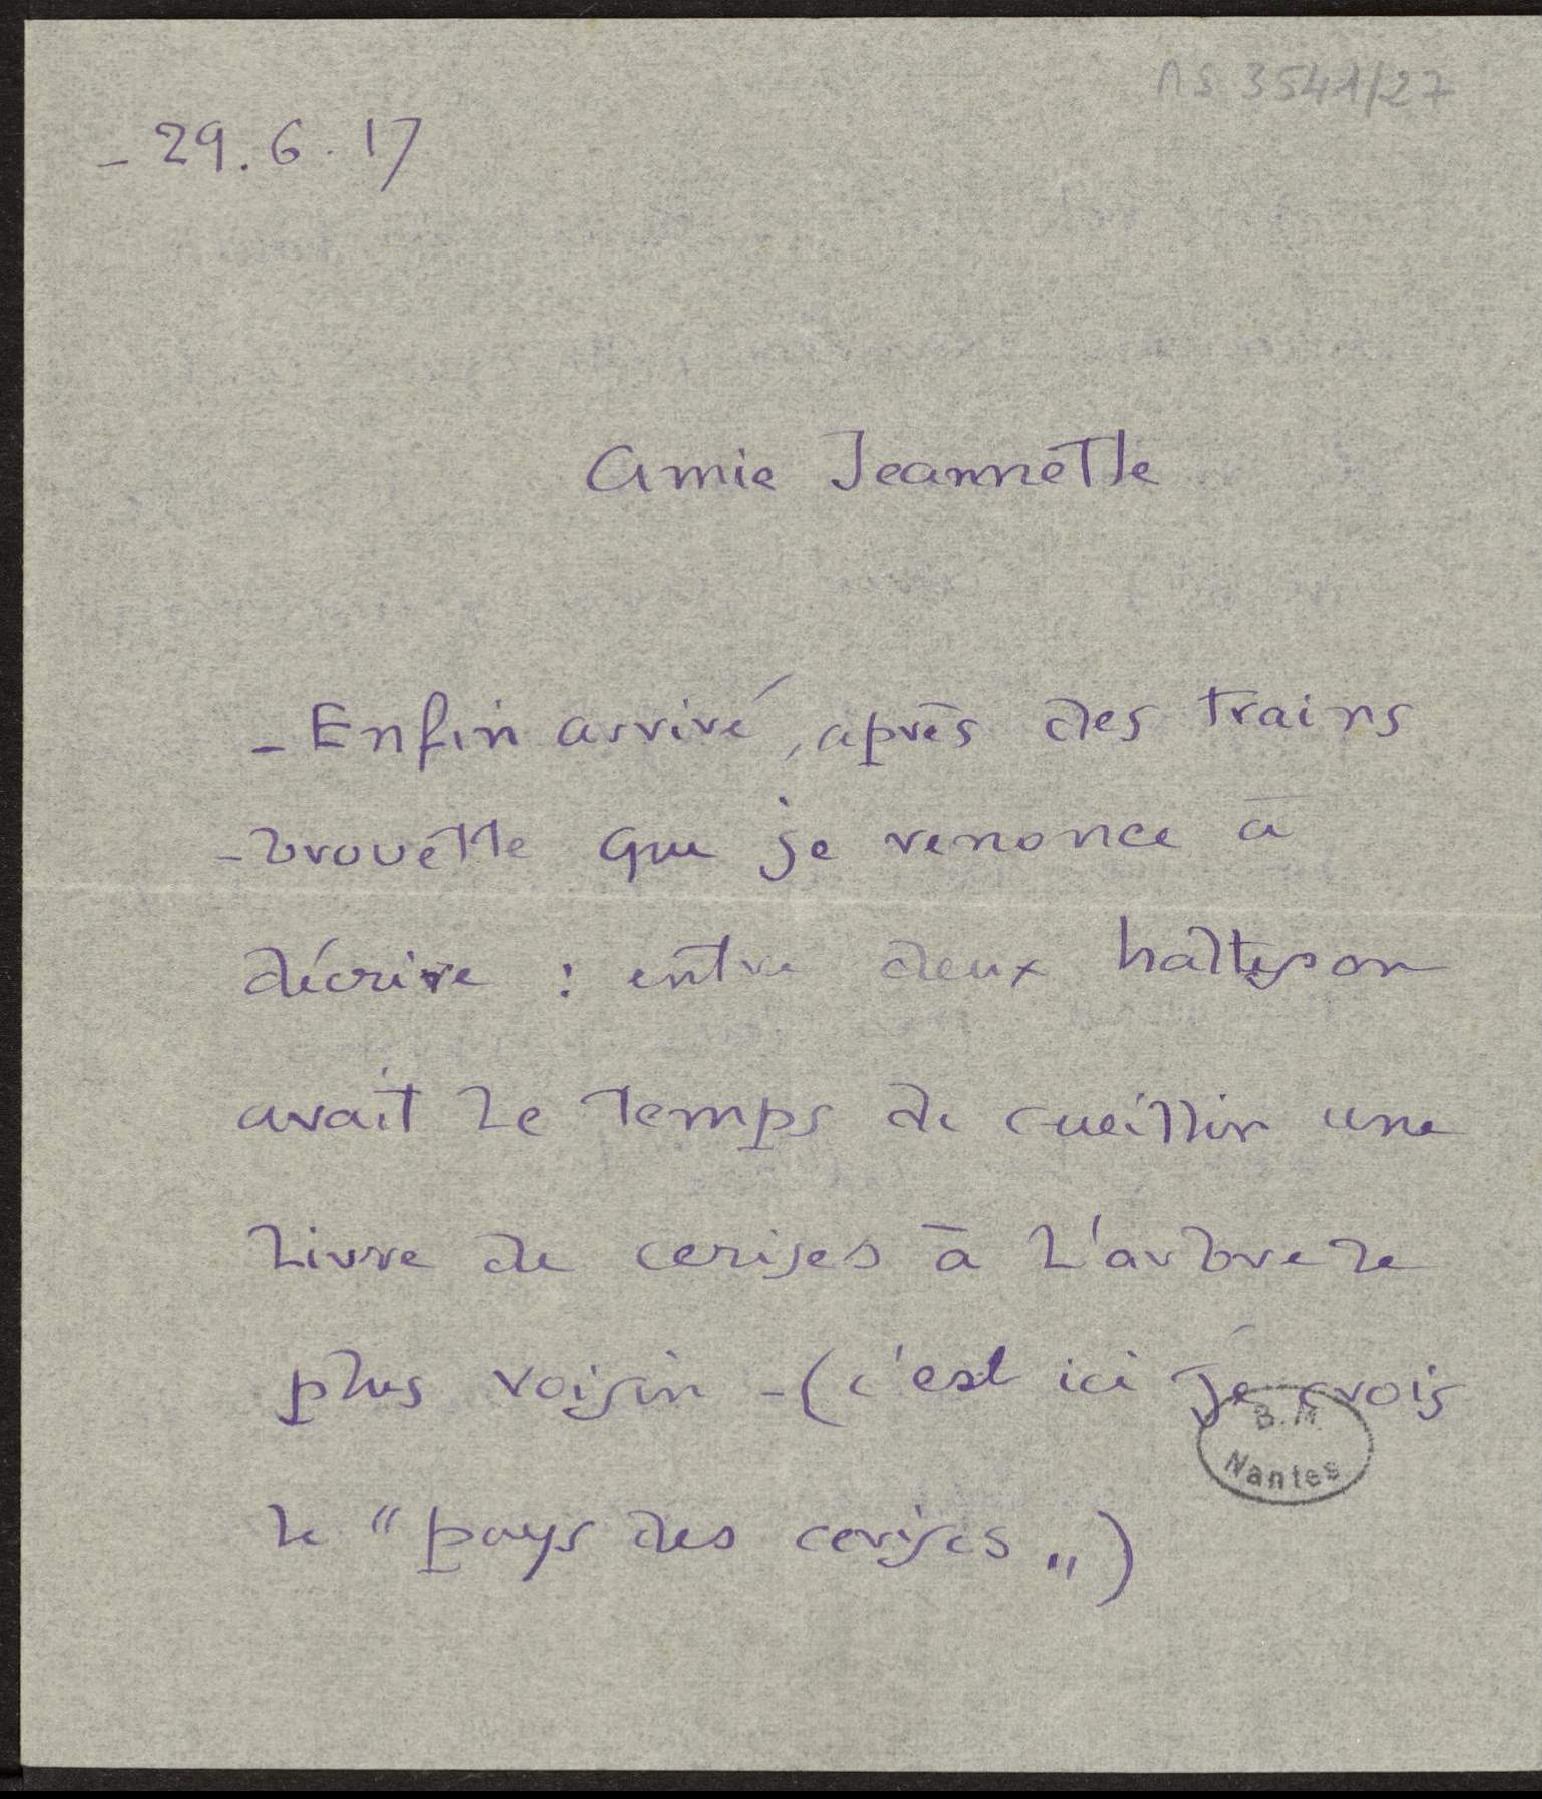 MS 3541/27
- 29.6.17
Amie Jeannette
- Enfin arrivé, après des trains
- brouette que je renonce à
décrire : entre deux haltes on
avait le temps de cueillir une
livre de cerises à l'arbre le
plus voisin - (c'est ici je crois
le "pays des cerises")
B.M.
Nantes